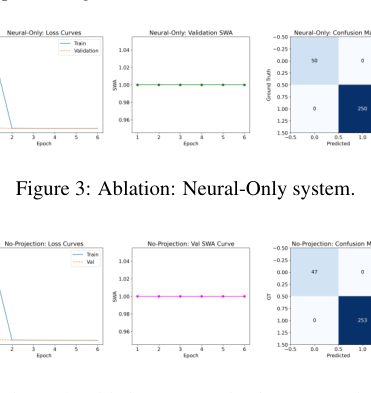 Neural-Only: Loss Curves
Train
Validation
2 3 4 5 6
Epoch
Neural-Only: Validation SWA
SWA
1.04
1.02
1.00
0.98
0.96
1 2 3 4 5 6
Epoch
Neural-Only: Confusion Ma
Ground Truth
−0.50
−0.25
0.00
0.25
0.50
0.75
1.00
1.25
1.50
50 0
0 250
−0.5 0.0 0.5 1.0
Predicted
Figure 3: Ablation: Neural-Only system.
No-Projection: Loss Curves
Train
Val
2 3 4 5 6
Epoch
No-Projection: Val SWA Curve
SWA
1.04
1.02
1.00
0.98
0.96
1 2 3 4 5 6
Epoch
No-Projection: Confusion M
GT
−0.50
−0.25
0.00
0.25
0.50
0.75
1.00
1.25
1.50
47 0
0 253
−0.5 0.0 0.5 1.0
Predicted